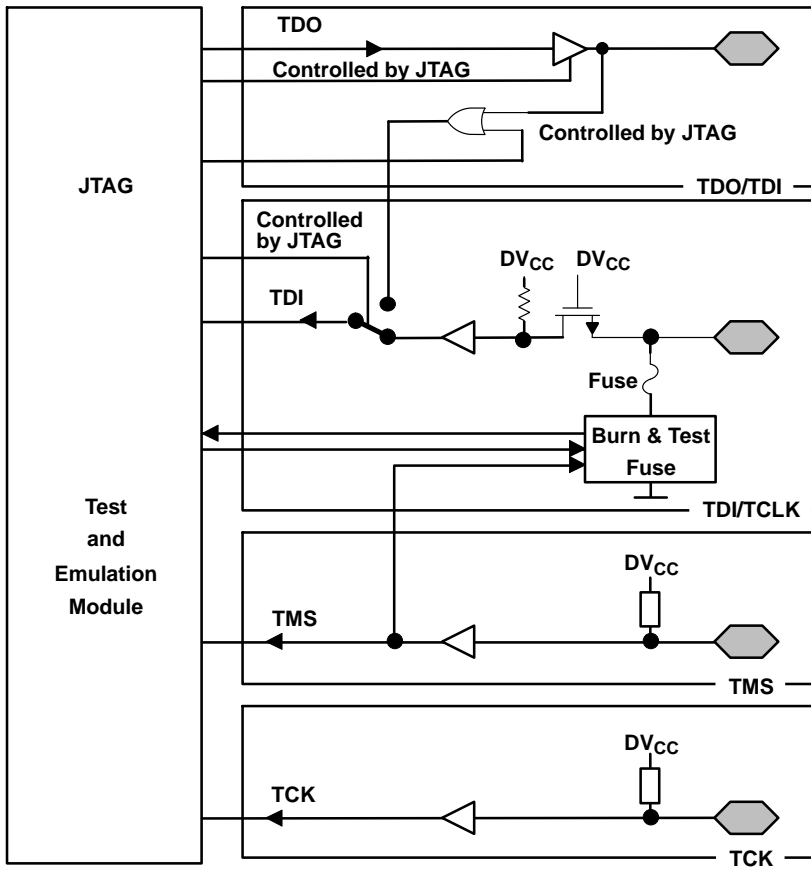 TDO
Controlled by JTAG
Controlled by JTAG
JTAG
TDO/TDI
Controlled
by JTAG
DVCC
DVCC
TDI
Fuse
Burn & Test
Fuse
TDI/TCLK
Test
and
Emulation
Module
DVCC
TMS
TMS
DVCC
TCK
TCK